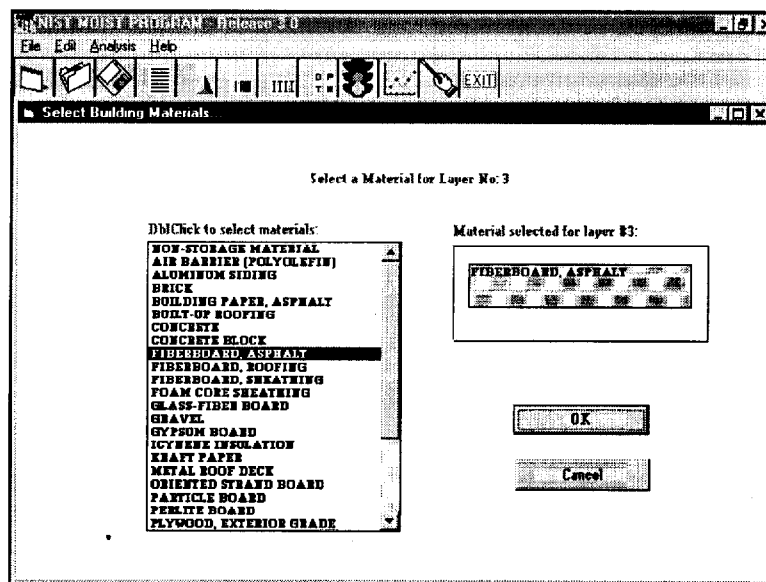 NIST MOIST PROGRAM - Release 3.0
File Edit Analysis Help
EXIT
Select Building Materials...
Select a Material for Layer No: 3
DblClick to select materials:
NON-STORAGE MATERIAL
AIR BARRIER (POLYOLEFIN)
ALUMINUM SIDING
BRICK
BUILDING PAPER, ASPHALT
BUILT-UP ROOFING
CONCRETE
CONCRETE BLOCK
FIBERBOARD, ASPHALT
FIBERBOARD, ROOFING
FIBERBOARD, SHEATHING
FOAM CORE SHEATHING
GLASS-FIBER BOARD
GRAVEL
GYPSUM BOARD
ICYNENE INSULATION
KRAFT PAPER
METAL ROOF DECK
ORIENTED STRAND BOARD
PARTICLE BOARD
PERLITE BOARD
PLYWOOD, EXTERIOR GRADE
Material selected for layer #3:
FIBERBOARD, ASPHALT
OK
Cancel